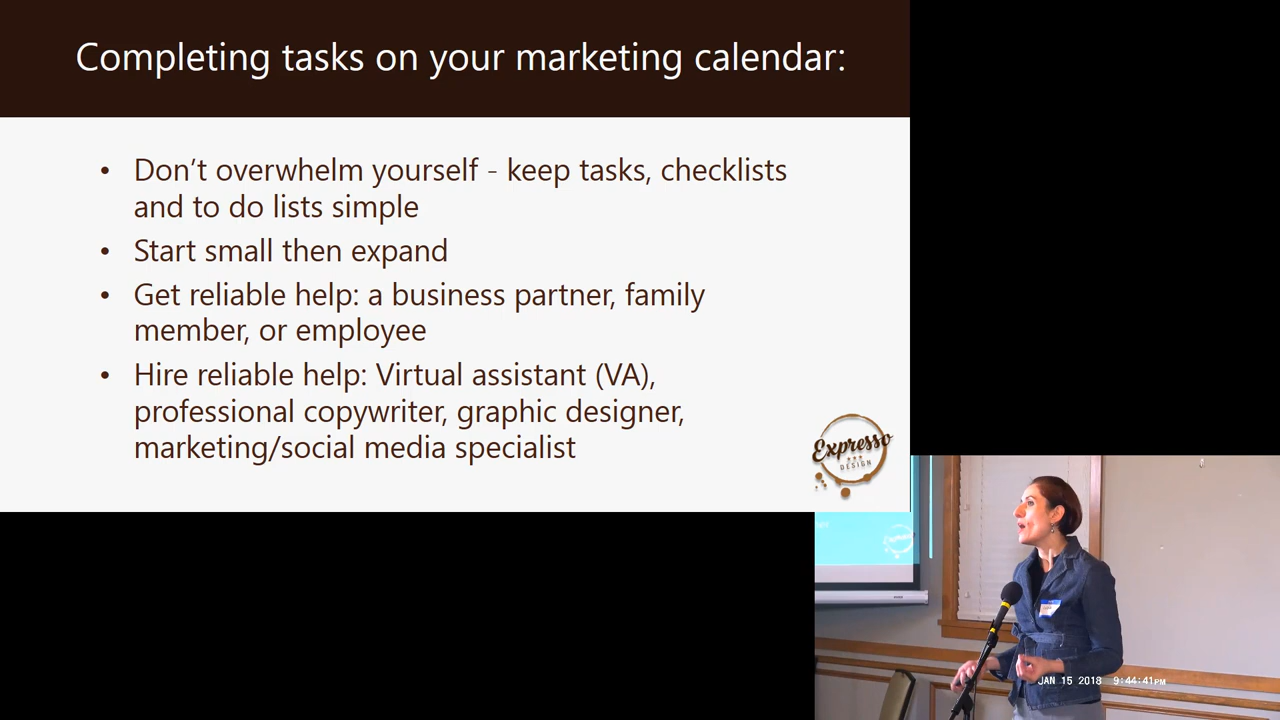 Completing tasks on your marketing calendar:
• Don’t overwhelm yourself - keep tasks, checklists
and to do lists simple
• Start small then expand
• Get reliable help: a business partner, family
member, or employee
• Hire reliable help: Virtual assistant (VA),
professional copywriter, graphic designer,
marketing/social media specialist
Expresso
DESIGN
JAN 15 2018 9:44:41PM